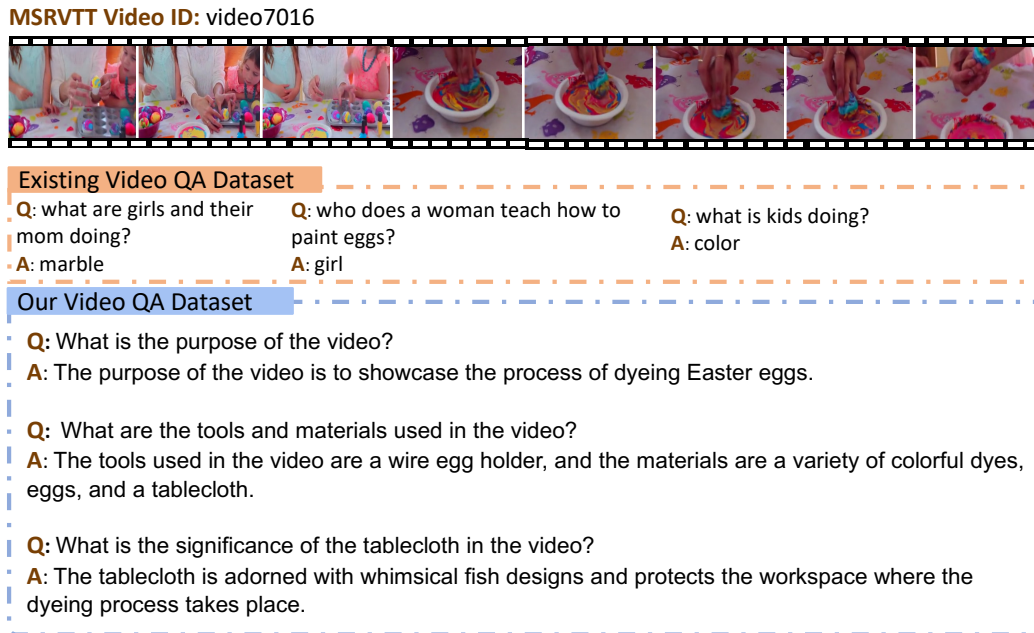 MSRVTT Video ID: video7016
Existing Video QA Dataset
Q: what are girls and their
mom doing?
A: marble
Q: who does a woman teach how to
paint eggs?
A: girl
Q: what is kids doing?
A: color
Our Video QA Dataset
Q: What is the purpose of the video?
A: The purpose of the video is to showcase the process of dyeing Easter eggs.
Q: What are the tools and materials used in the video?
A: The tools used in the video are a wire egg holder, and the materials are a variety of colorful dyes,
eggs, and a tablecloth.
Q: What is the significance of the tablecloth in the video?
A: The tablecloth is adorned with whimsical fish designs and protects the workspace where the
dyeing process takes place.